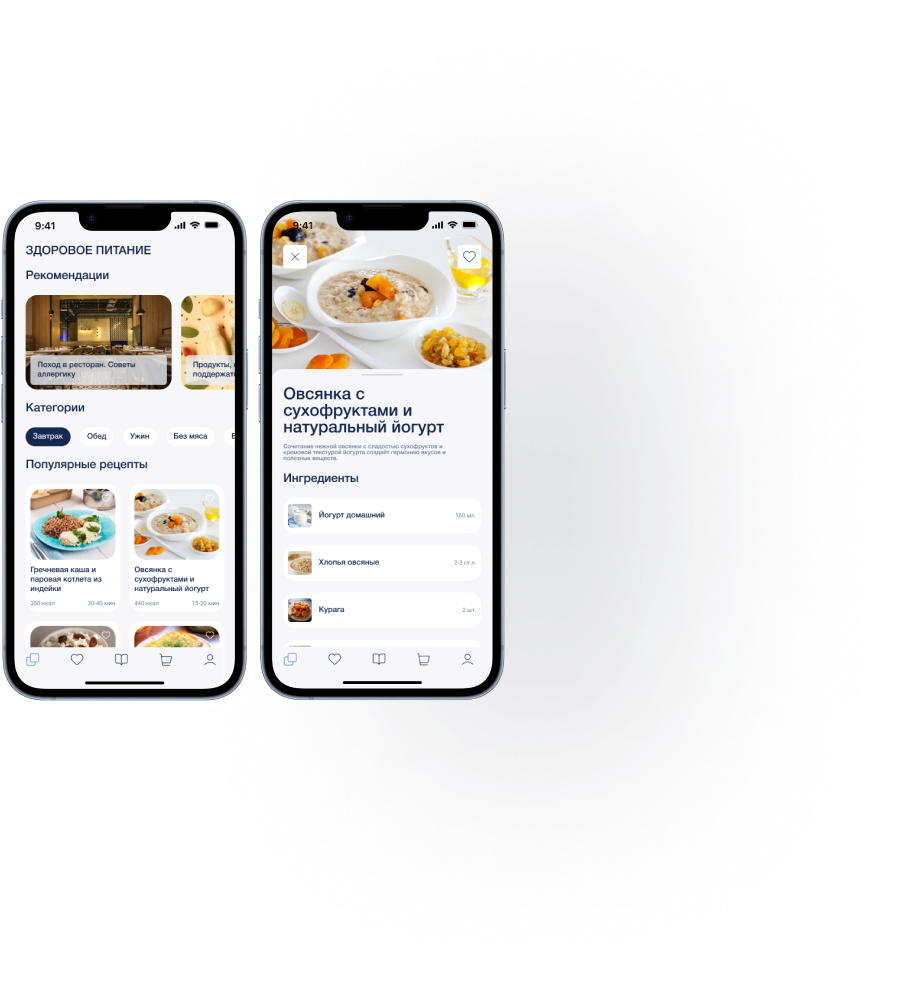 9:41
ЗДОРОВОЕ ПИТАНИЕ
Рекомендации
Поход в ресторан. Советы
аллергику
Продукты,
поддержат
Категории
Завтрак
Обед
Ужин
Без мяса
Популярные рецепты
Гречневая каша и
паровая котлета из
индейки
350 ккал
30-40 мин
Овсянка с
сухофруктами и
натуральный йогурт
440 ккал
15-20 мин
9:41
Овсянка с
сухофруктами и
натуральный йогурт
Сочетание нежной овсянки с сладостью сухофруктов и
кремовой текстурой йогурта создаёт гармонию вкусов и
полезных веществ.
Ингредиенты
Йогурт домашний
160 мл.
Хлопья овсяные
2-3 ст.л.
Курага
2 шт.